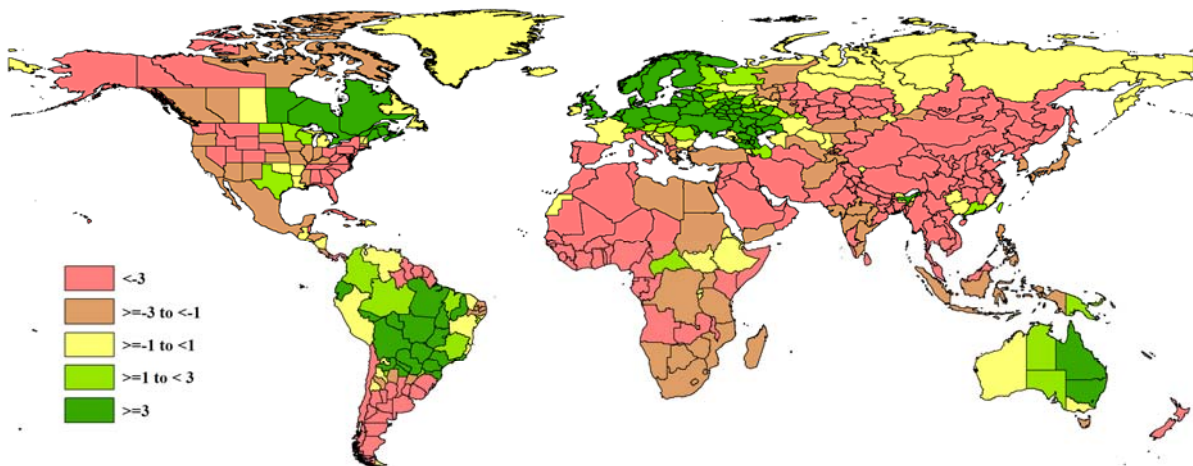 <-3
>=-3 to <-1
>=-1 to <1
>=1 to < 3
>=3